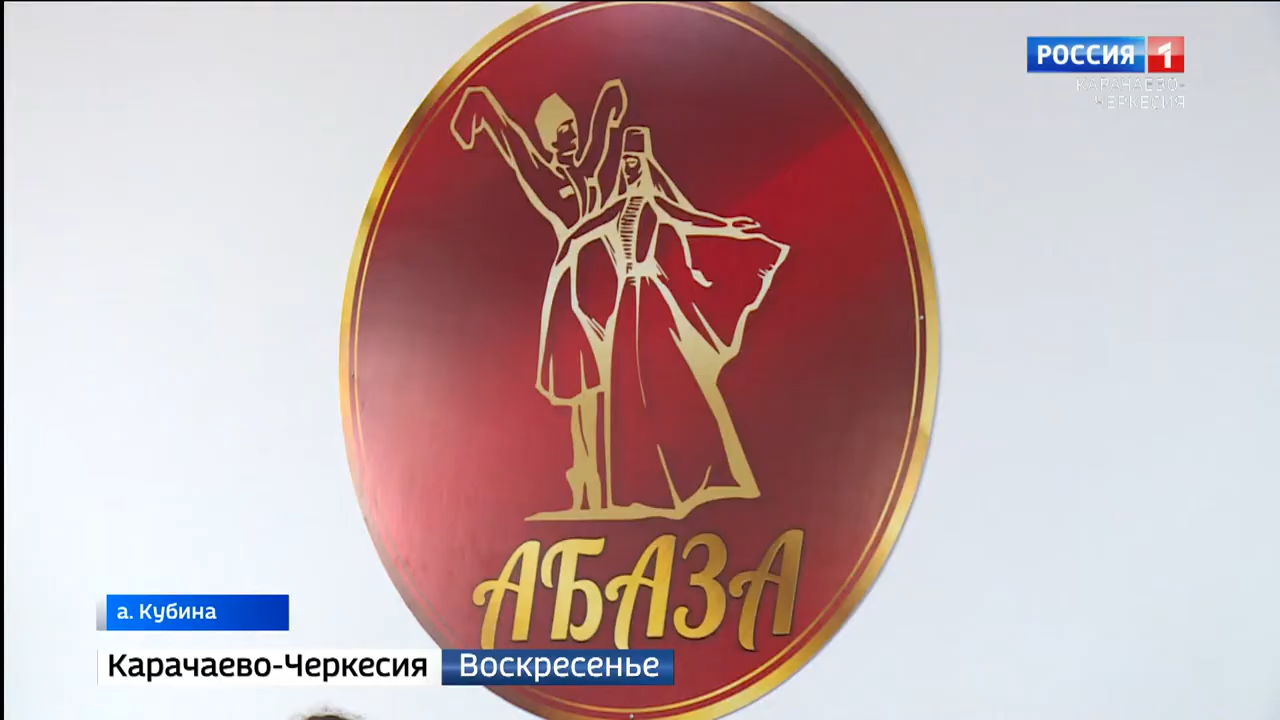 РОССИЯ 1
КАРАЧАЕВО-
ЧЕРКЕСИЯ
АБАЗА
а. Кубина
Карачаево-Черкесия Воскресенье